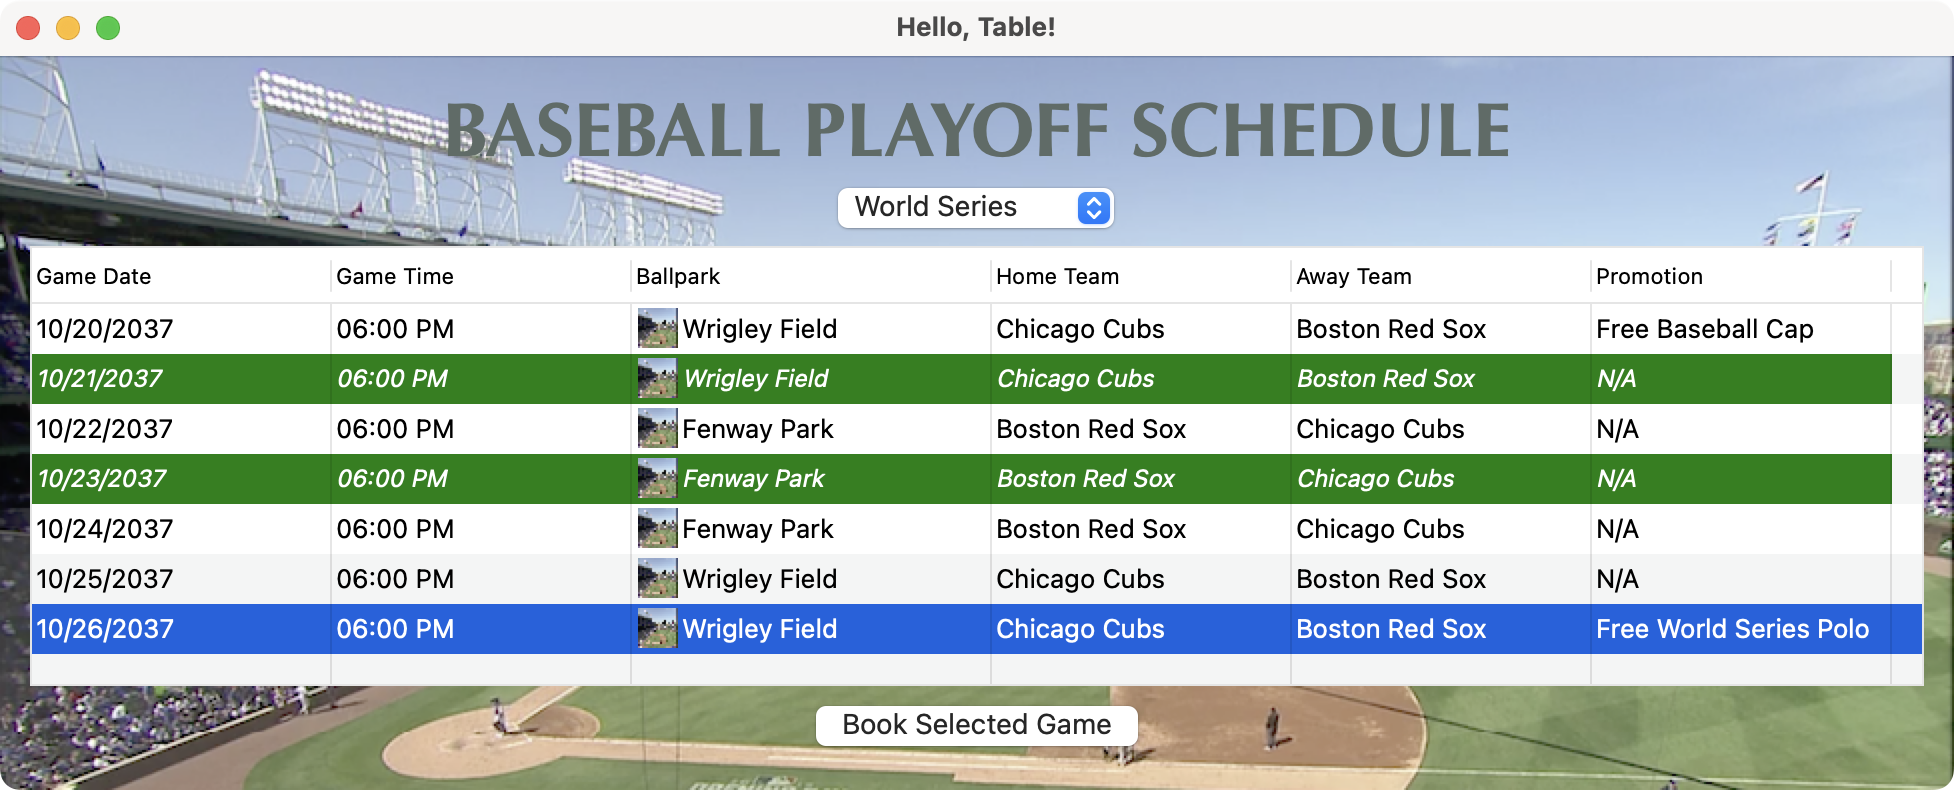 Hello, Table!
BASEBALL PLAYOFF SCHEDULE
World Series
Game Date Game Time Ballpark Home Team Away Team Promotion
10/20/2037 06:00 PM Wrigley Field Chicago Cubs Boston Red Sox Free Baseball Cap
10/21/2037 06:00 PM Wrigley Field Chicago Cubs Boston Red Sox N/A
10/22/2037 06:00 PM Fenway Park Boston Red Sox Chicago Cubs N/A
10/23/2037 06:00 PM Fenway Park Boston Red Sox Chicago Cubs N/A
10/24/2037 06:00 PM Fenway Park Boston Red Sox Chicago Cubs N/A
10/25/2037 06:00 PM Wrigley Field Chicago Cubs Boston Red Sox N/A
10/26/2037 06:00 PM Wrigley Field Chicago Cubs Boston Red Sox Free World Series Polo
Book Selected Game